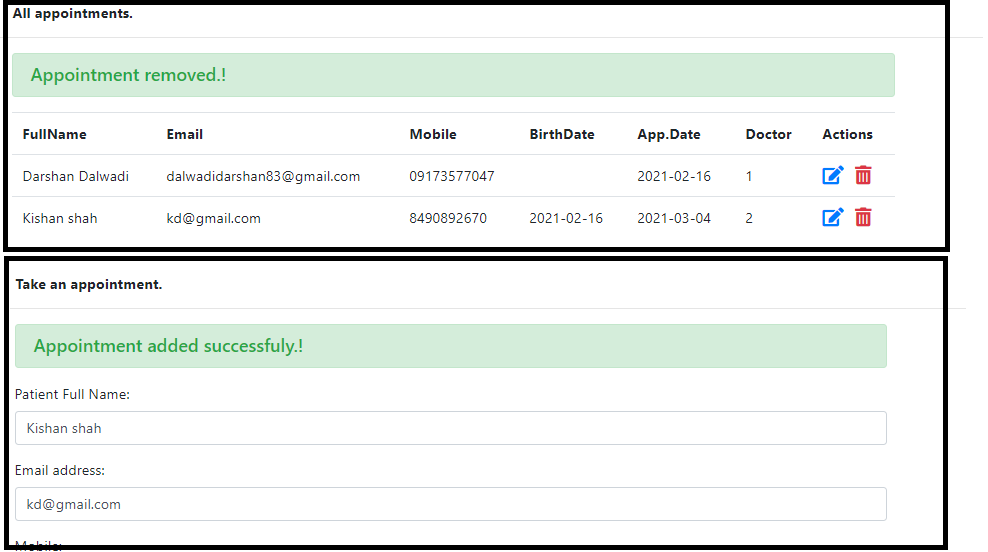 All appointments.
Appointment removed.!
FullName Email Mobile BirthDate App.Date Doctor Actions
Darshan Dalwadi dalwadidarshan83@gmail.com 09173577047 2021-02-16 1
Kishan shah kd@gmail.com 8490892670 2021-02-16 2021-03-04 2
Take an appointment.
Appointment added successfuly.!
Patient Full Name:
Kishan shah
Email address:
kd@gmail.com
Mobile: